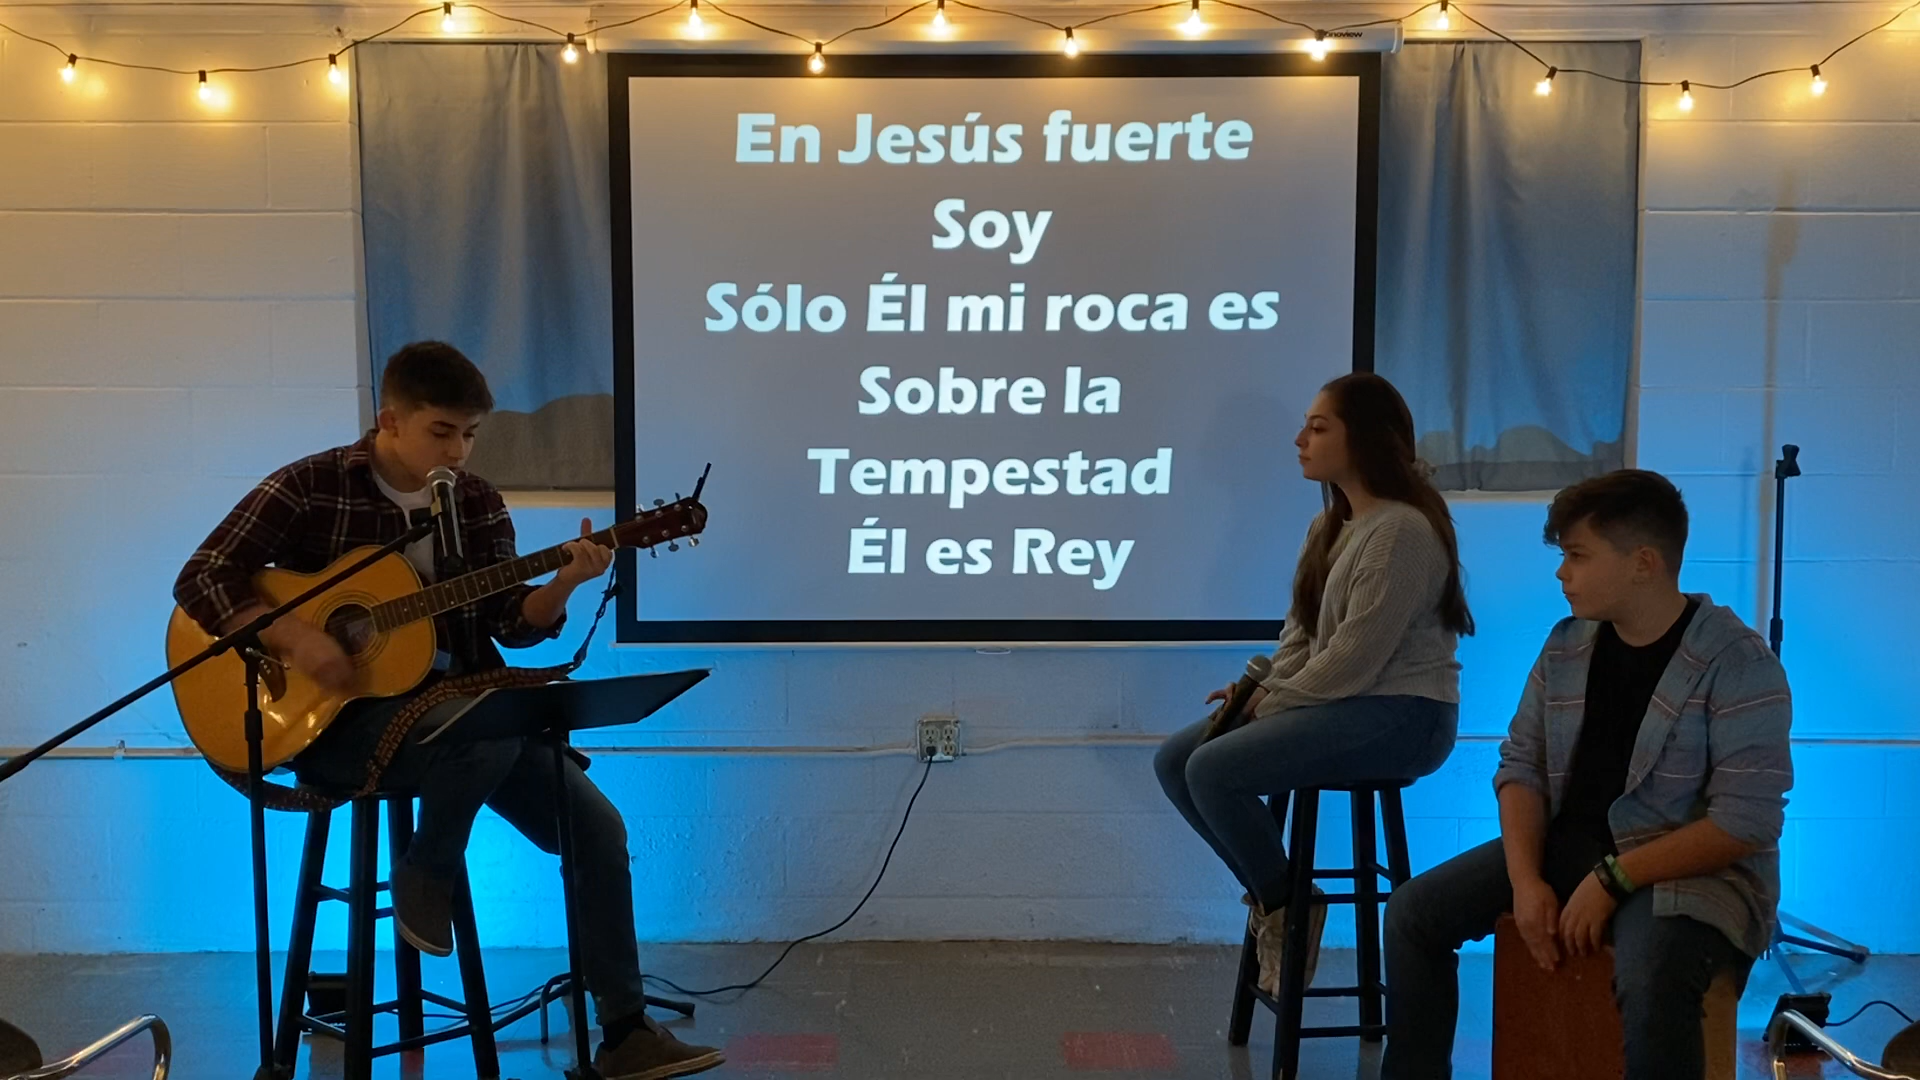 En Jesús fuerte
Soy
Sólo Él mi roca es
Sobre la
Tempestad
Él es Rey